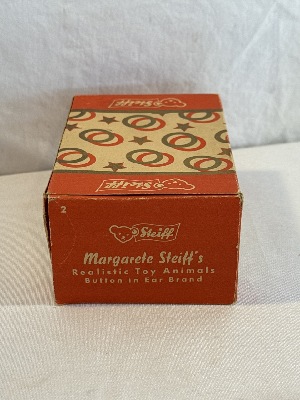 Steiff
Steiff
2
Steiff
Margarete Steiff's
Realistic Toy Animals
Button in Ear Brand